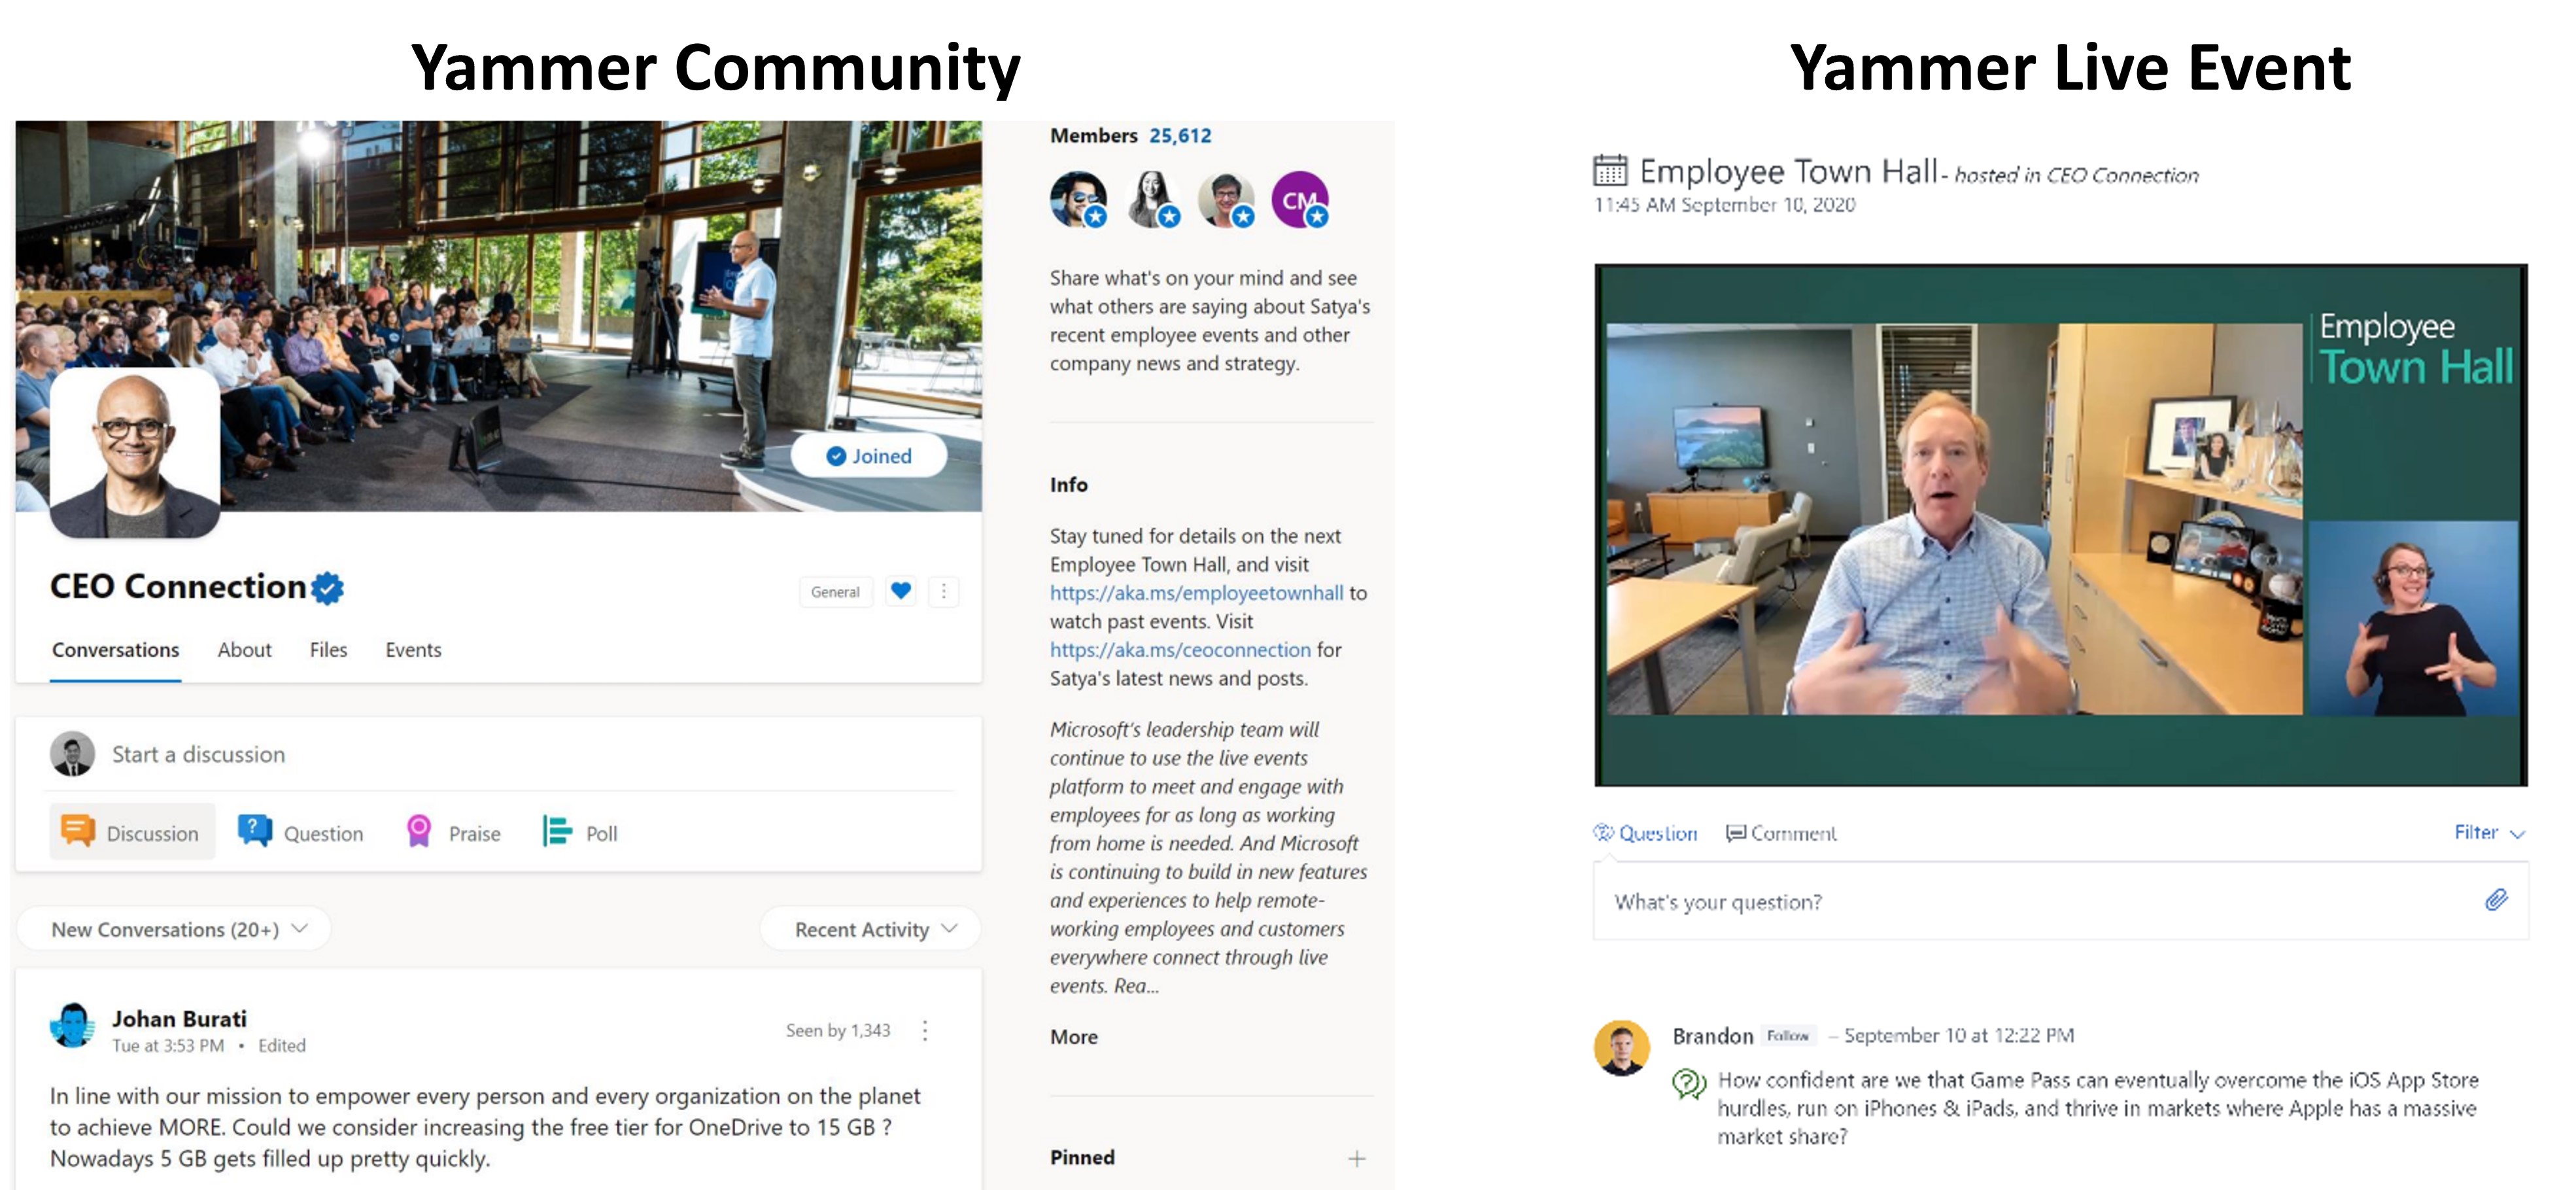 Yammer Community
CEO Connection
General
Joined
Conversations About Files Events
Start a discussion
Discussion Question Praise Poll
New Conversations (20+)
Recent Activity
Johan Burati
Tue at 3:53 PM • Edited
Seen by 1,343
In line with our mission to empower every person and every organization on the planet
to achieve MORE. Could we consider increasing the free tier for OneDrive to 15 GB ?
Nowadays 5 GB gets filled up pretty quickly.
Members 25,612
CM
Share what's on your mind and see
what others are saying about Satya's
recent employee events and other
company news and strategy.
Info
Stay tuned for details on the next
Employee Town Hall, and visit
https://aka.ms/employeetownhall to
watch past events. Visit
https://aka.ms/ceoconnection for
Satya's latest news and posts.
Microsoft's leadership team will
continue to use the live events
platform to meet and engage with
employees for as long as working
from home is needed. And Microsoft
is continuing to build in new features
and experiences to help remote-
working employees and customers
everywhere connect through live
events. Rea...
More
Pinned
Yammer Live Event
Employee Town Hall - hosted in CEO Connection
11:45 AM September 10, 2020
Employee
Town Hall
Question Comment
Filter
What's your question?
Brandon Follow – September 10 at 12:22 PM
How confident are we that Game Pass can eventually overcome the iOS App Store
hurdles, run on iPhones & iPads, and thrive in markets where Apple has a massive
market share?